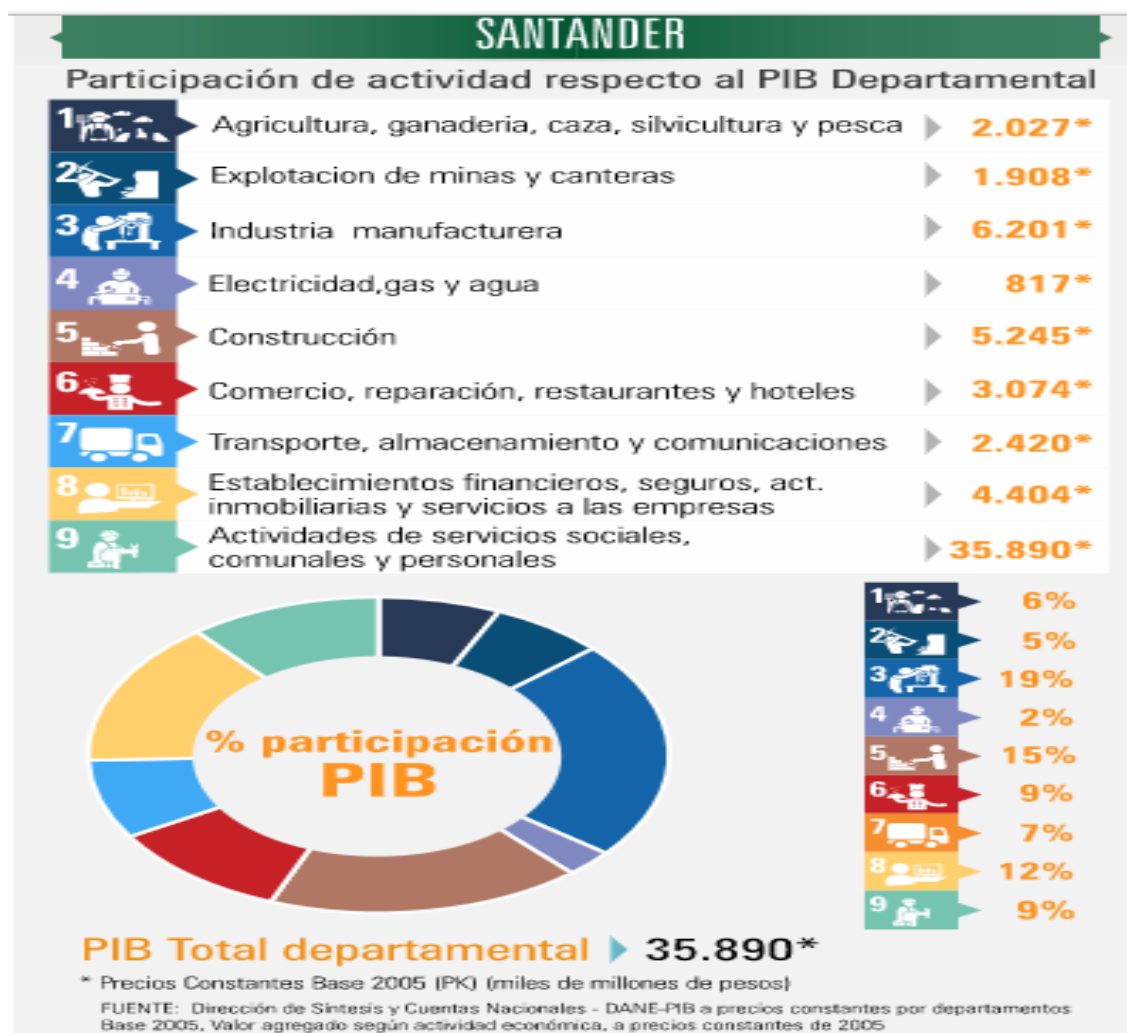 SANTANDER
Participación de actividad respecto al PIB Departamental
1 Agricultura, ganaderia, caza, silvicultura y pesca 2.027*
2 Explotacion de minas y canteras 1.908*
3 Industria manufacturera 6.201*
4 Electricidad,gas y agua 817*
5 Construcción 5.245*
6 Comercio, reparación, restaurantes y hoteles 3.074*
7 Transporte, almacenamiento y comunicaciones 2.420*
8 Establecimientos financieros, seguros, act.
inmobiliarias y servicios a las empresas 4.404*
9 Actividades de servicios sociales,
comunales y personales 35.890*
% participación
PIB
1 6%
2 5%
3 19%
4 2%
5 15%
6 9%
7 7%
8 12%
9 9%
PIB Total departamental 35.890*
* Precios Constantes Base 2005 (PK) (miles de millones de pesos)
FUENTE: Dirección de Síntesis y Cuentas Nacionales - DANE-PIB a precios constantes por departamentos
Base 2005, Valor agregado según actividad económica, a precios constantes de 2005